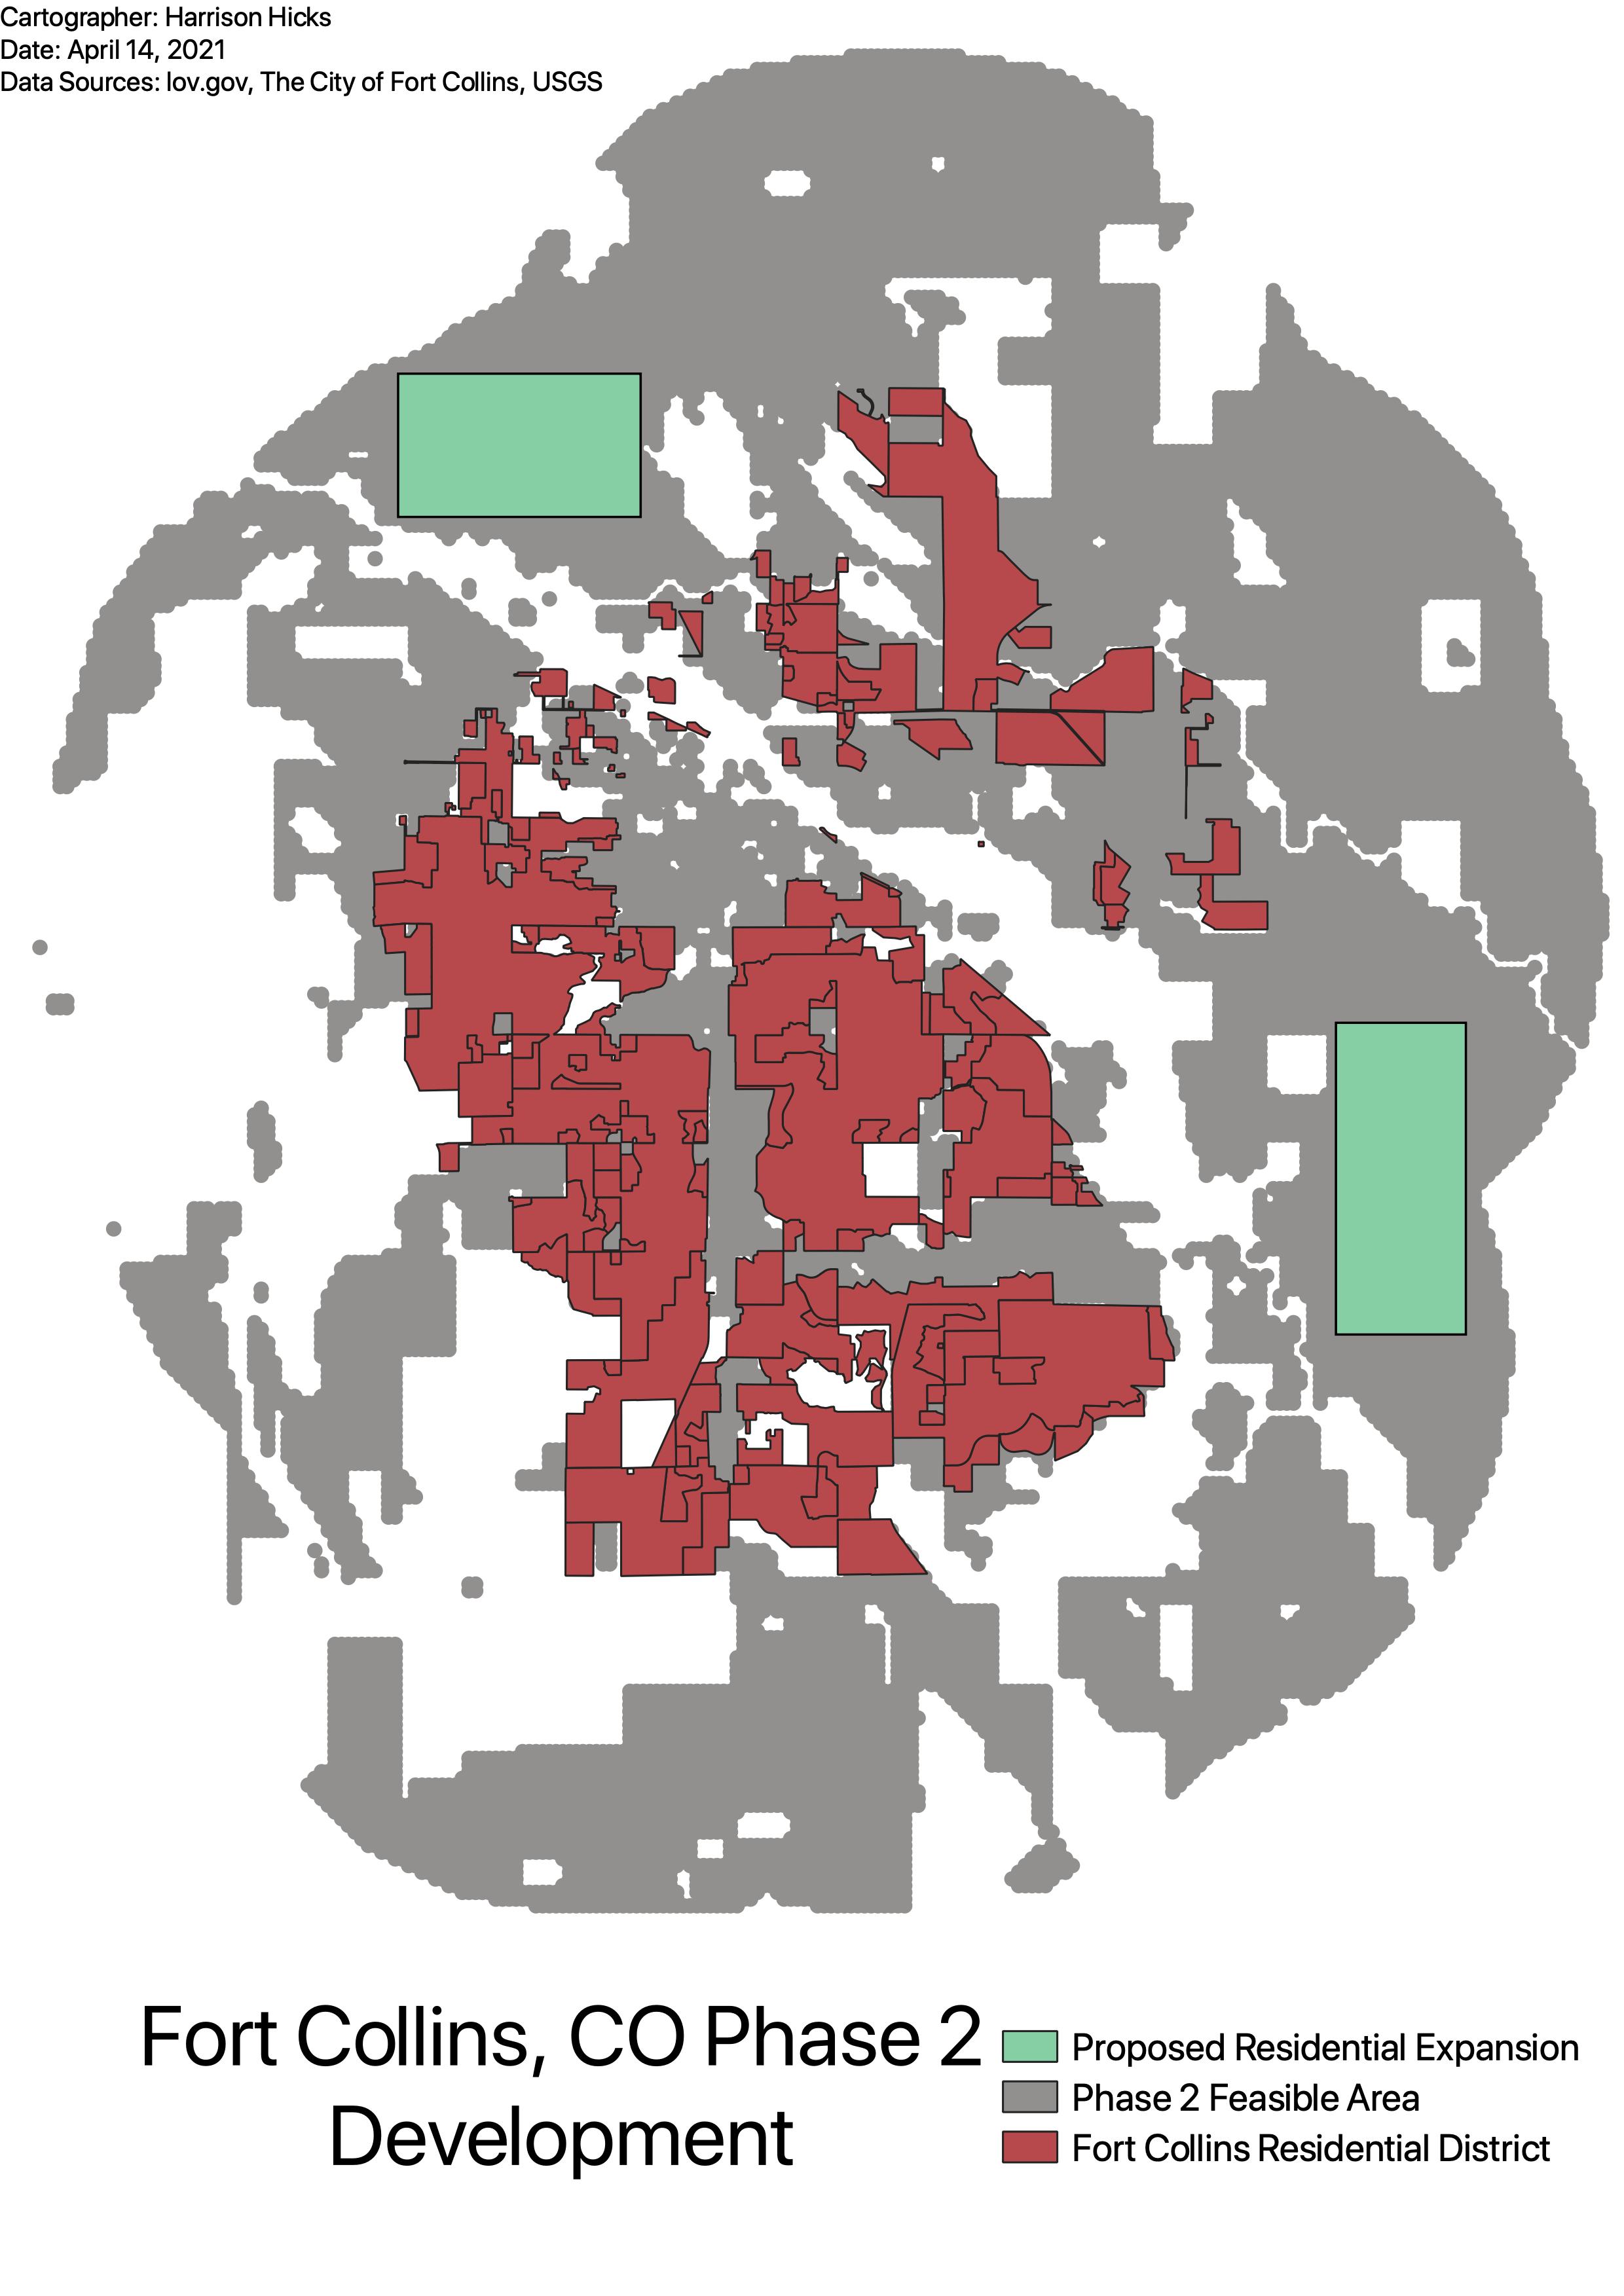 Cartographer: Harrison Hicks
Date: April 14, 2021
Data Sources: lov.gov, The City of Fort Collins, USGS
Fort Collins, CO Phase 2
Development
Proposed Residential Expansion
Phase 2 Feasible Area
Fort Collins Residential District